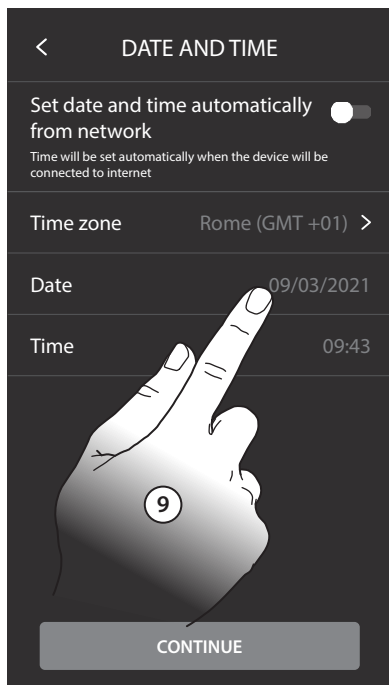 < DATE AND TIME
Set date and time automatically
from network
Time will be set automatically when the device will be
connected to internet
Time zone Rome (GMT +01) >
Date 09/03/2021
Time 09:43
9
CONTINUE